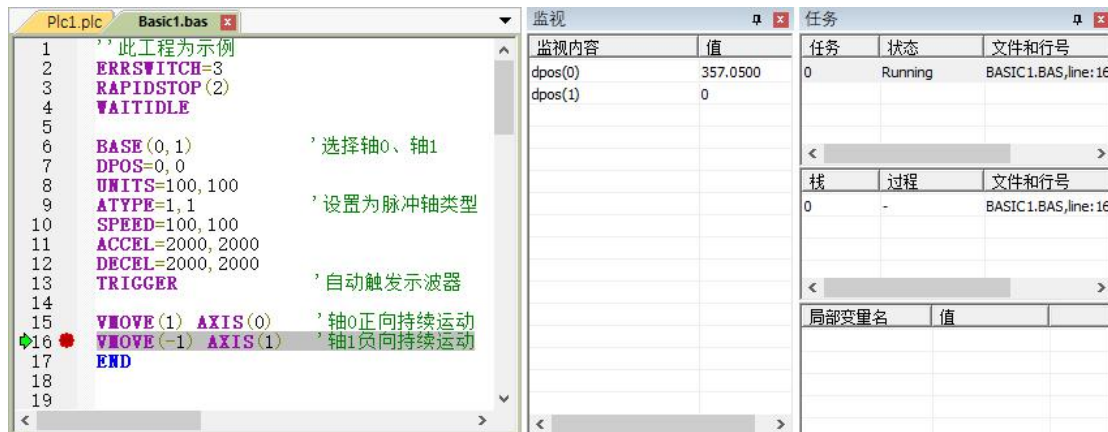 Plc1.plc Basic1.bas
1 ''此工程为示例
2 ERRSWITCH=3
3 RAPIDSTOP(2)
4 WAITIDLE
5
6 BASE(0,1) '选择轴0、轴1
7 DPOS=0,0
8 UNITS=100,100
9 ATYPE=1,1 '设置为脉冲轴类型
10 SPEED=100,100
11 ACCEL=2000,2000
12 DECEL=2000,2000
13 TRIGGER '自动触发示波器
14
15 VMOVE(1) AXIS(0) '轴0正向持续运动
16 VMOVE(-1) AXIS(1) '轴1负向持续运动
17 END
18
19
监视
监视内容 值
dpos(0) 357.0500
dpos(1) 0
任务
任务 状态 文件和行号
0 Running BASIC1.BAS,line:16
栈 过程 文件和行号
0 - BASIC1.BAS,line:16
局部变量名 值